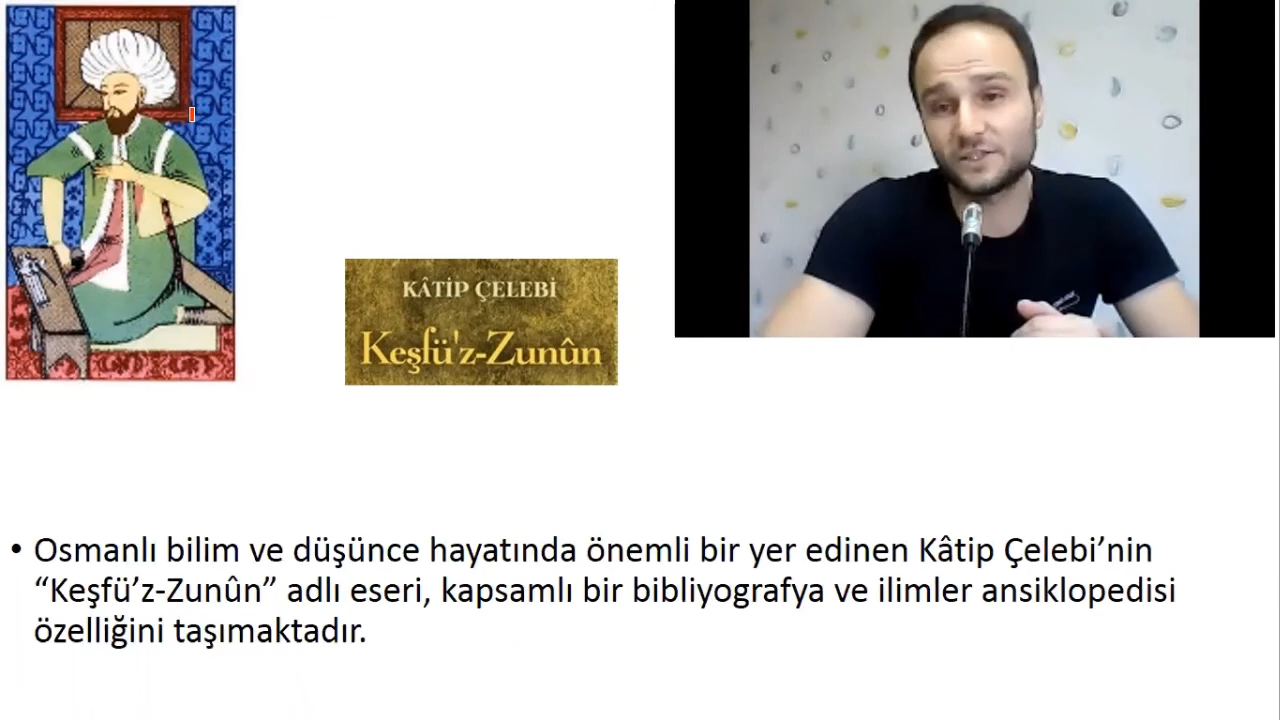 KÂTİP ÇELEBİ
Keşfü'z-Zunûn
• Osmanlı bilim ve düşünce hayatında önemli bir yer edinen Kâtip Çelebi’nin
“Keşfü’z-Zunûn” adlı eseri, kapsamlı bir bibliyografya ve ilimler ansiklopedisi
özelliğini taşımaktadır.